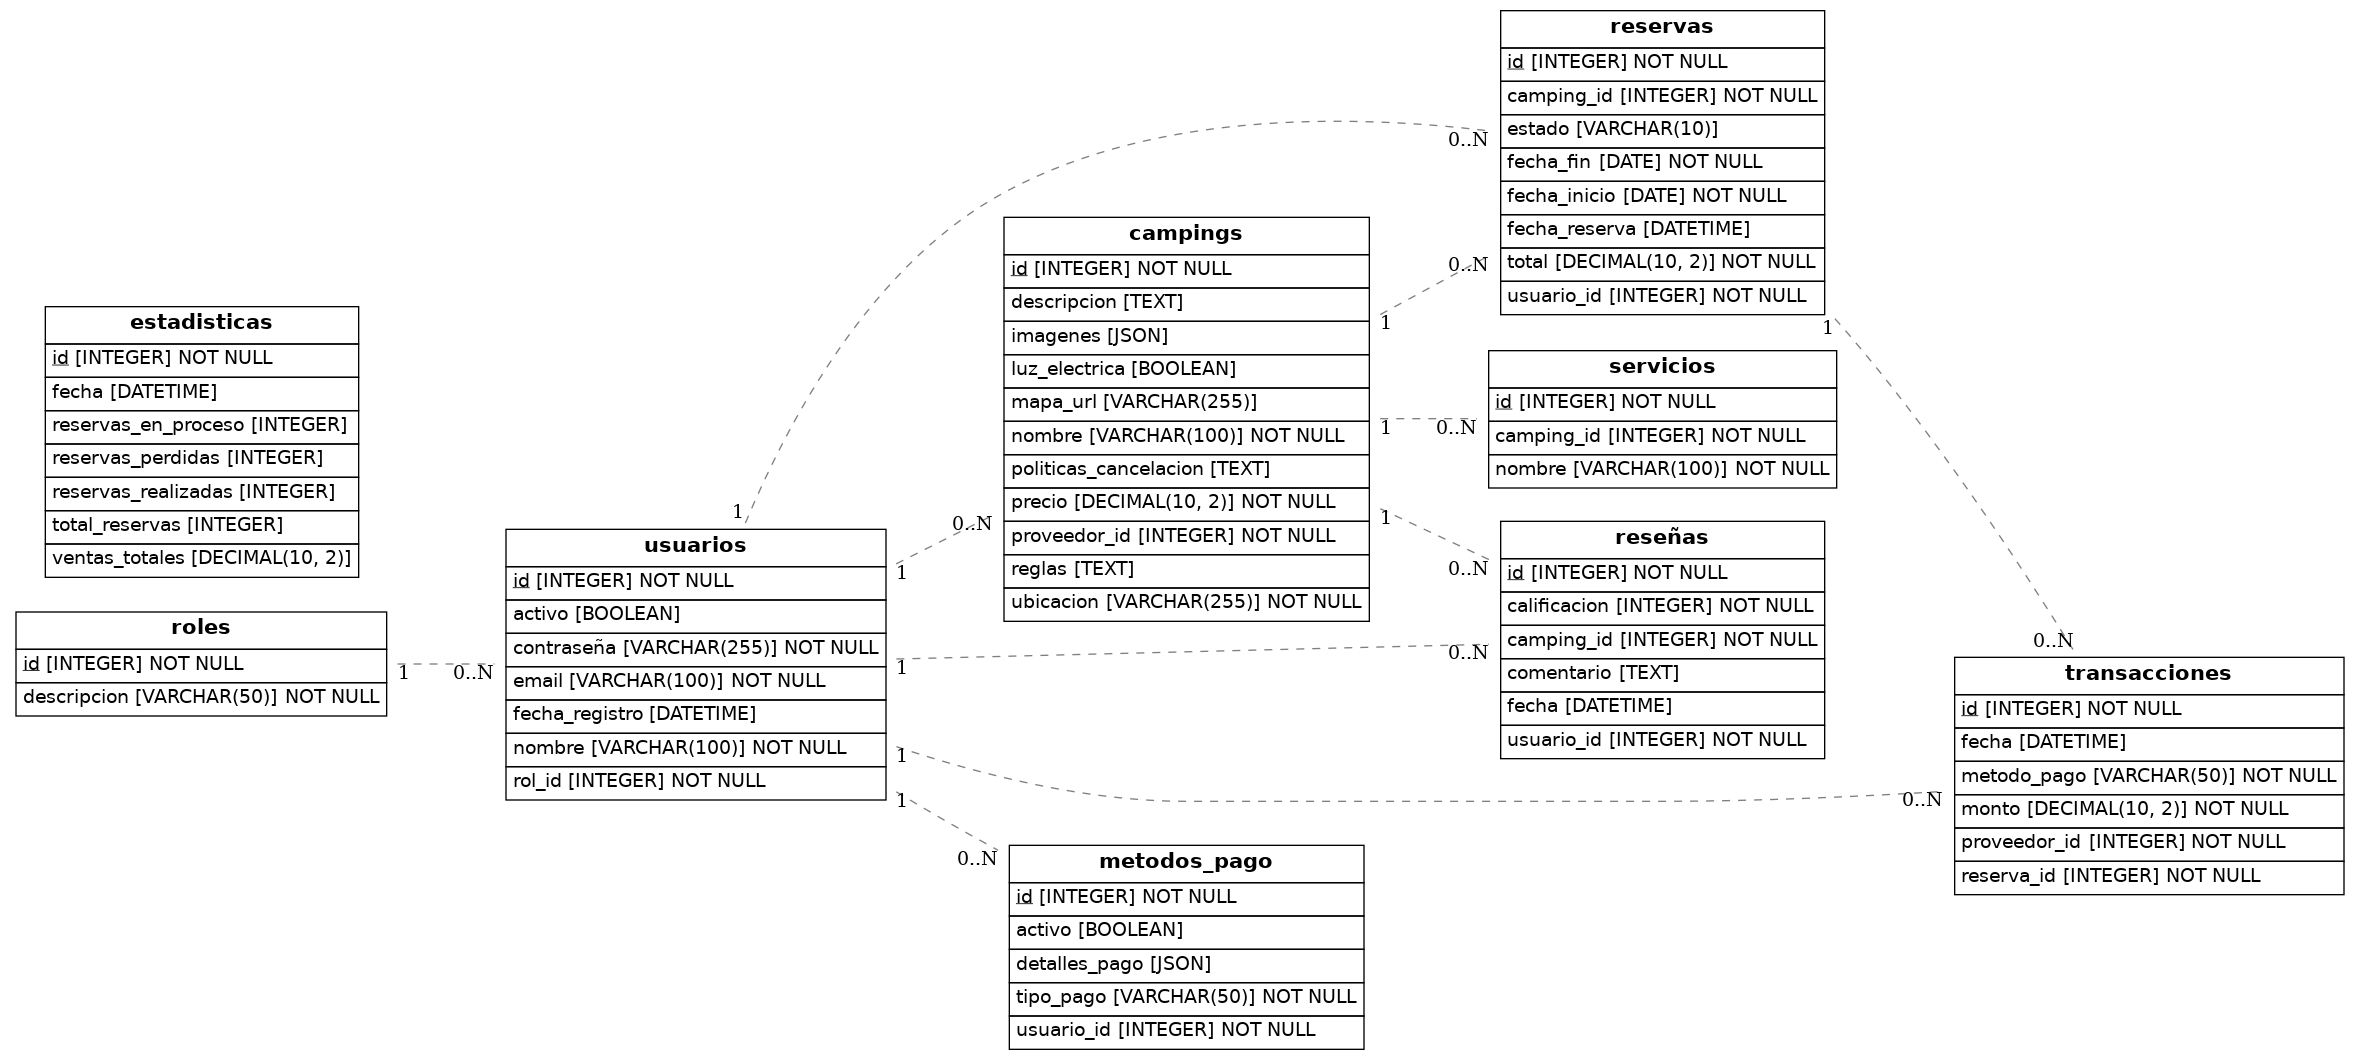 estadisticas
id [INTEGER] NOT NULL
fecha [DATETIME]
reservas_en_proceso [INTEGER]
reservas_perdidas [INTEGER]
reservas_realizadas [INTEGER]
total_reservas [INTEGER]
ventas_totales [DECIMAL(10, 2)]
roles
id [INTEGER] NOT NULL
descripcion [VARCHAR(50)] NOT NULL
1
0..N
usuarios
id [INTEGER] NOT NULL
activo [BOOLEAN]
contraseña [VARCHAR(255)] NOT NULL
email [VARCHAR(100)] NOT NULL
fecha_registro [DATETIME]
nombre [VARCHAR(100)] NOT NULL
rol_id [INTEGER] NOT NULL
1
0..N
1
0..N
1
0..N
1
0..N
1
0..N
campings
id [INTEGER] NOT NULL
descripcion [TEXT]
imagenes [JSON]
luz_electrica [BOOLEAN]
mapa_url [VARCHAR(255)]
nombre [VARCHAR(100)] NOT NULL
politicas_cancelacion [TEXT]
precio [DECIMAL(10, 2)] NOT NULL
proveedor_id [INTEGER] NOT NULL
reglas [TEXT]
ubicacion [VARCHAR(255)] NOT NULL
1
0..N
1
0..N
1
0..N
metodos_pago
id [INTEGER] NOT NULL
activo [BOOLEAN]
detalles_pago [JSON]
tipo_pago [VARCHAR(50)] NOT NULL
usuario_id [INTEGER] NOT NULL
reservas
id [INTEGER] NOT NULL
camping_id [INTEGER] NOT NULL
estado [VARCHAR(10)]
fecha_fin [DATE] NOT NULL
fecha_inicio [DATE] NOT NULL
fecha_reserva [DATETIME]
total [DECIMAL(10, 2)] NOT NULL
usuario_id [INTEGER] NOT NULL
1
0..N
servicios
id [INTEGER] NOT NULL
camping_id [INTEGER] NOT NULL
nombre [VARCHAR(100)] NOT NULL
reseñas
id [INTEGER] NOT NULL
calificacion [INTEGER] NOT NULL
camping_id [INTEGER] NOT NULL
comentario [TEXT]
fecha [DATETIME]
usuario_id [INTEGER] NOT NULL
transacciones
id [INTEGER] NOT NULL
fecha [DATETIME]
metodo_pago [VARCHAR(50)] NOT NULL
monto [DECIMAL(10, 2)] NOT NULL
proveedor_id [INTEGER] NOT NULL
reserva_id [INTEGER] NOT NULL